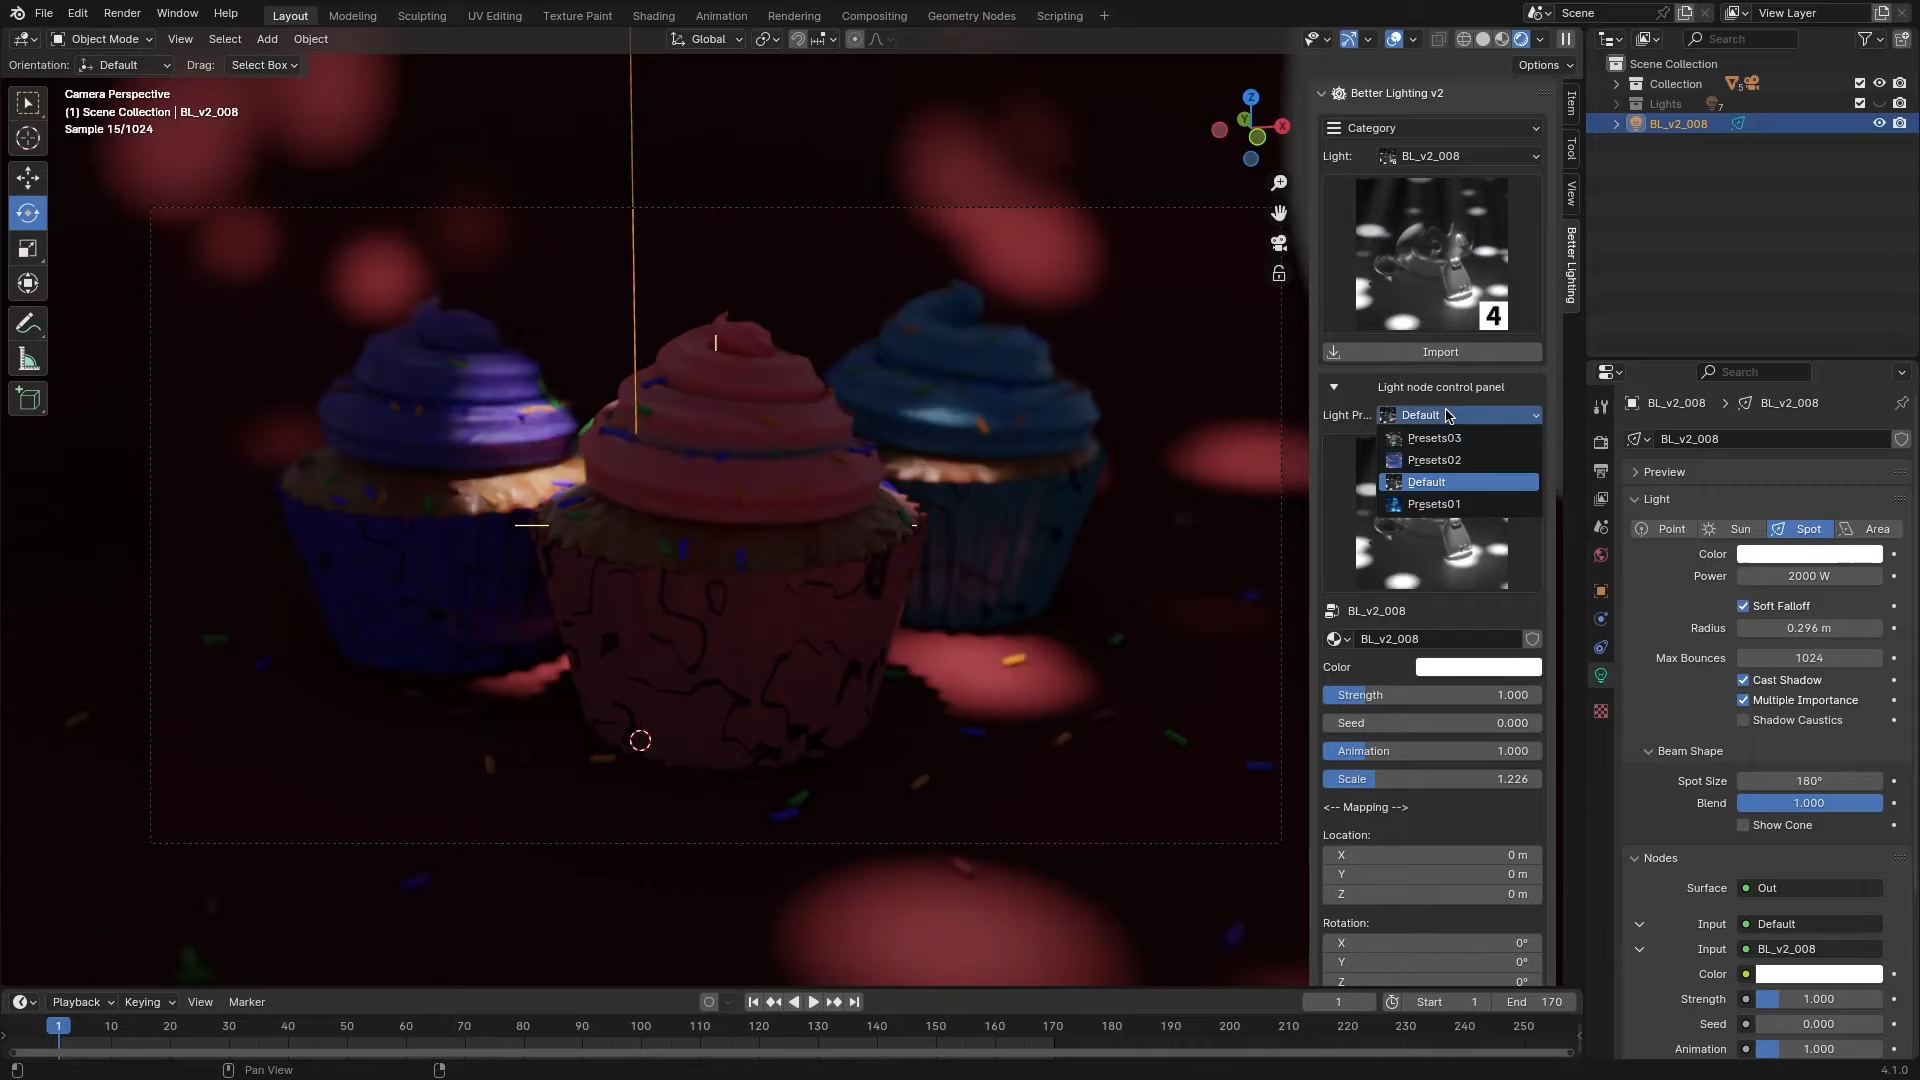 File Edit Render Window Help Layout Modeling Sculpting UV Editing Texture Paint Shading Animation Rendering Compositing Geometry Nodes Scripting + Scene View Layer
Object Mode View Select Add Object Global Search
Orientation: Default Drag: Select Box Options
Camera Perspective
(1) Scene Collection | BL_v2_008
Sample 15/1024
Z
Y
X
Item
Tool
View
Better Lighting
Better Lighting v2
Category
Light: BL_v2_008
4
Import
Light node control panel
Light Pr... Default
Presets03
Presets02
Default
Presets01
BL_v2_008
BL_v2_008
Color
Strength 1.000
Seed 0.000
Animation 1.000
Scale 1.226
<-- Mapping -->
Location:
X 0 m
Y 0 m
Z 0 m
Rotation:
X 0°
Y 0°
Z 0°
Scene Collection
Collection 5
Lights 7
BL_v2_008
Search
BL_v2_008 > BL_v2_008
BL_v2_008
Preview
Light
Point Sun Spot Area
Color
Power 2000 W
Soft Falloff
Radius 0.296 m
Max Bounces 1024
Cast Shadow
Multiple Importance
Shadow Caustics
Beam Shape
Spot Size 180°
Blend 1.000
Show Cone
Nodes
Surface Out
Input Default
Input BL_v2_008
Color
Strength 1.000
Seed 0.000
Animation 1.000
Playback Keying View Marker 1 Start 1 End 170
1 10 20 30 40 50 60 70 80 90 100 110 120 130 140 150 160 170 180 190 200 210 220 230 240 250
Pan View 4.1.0